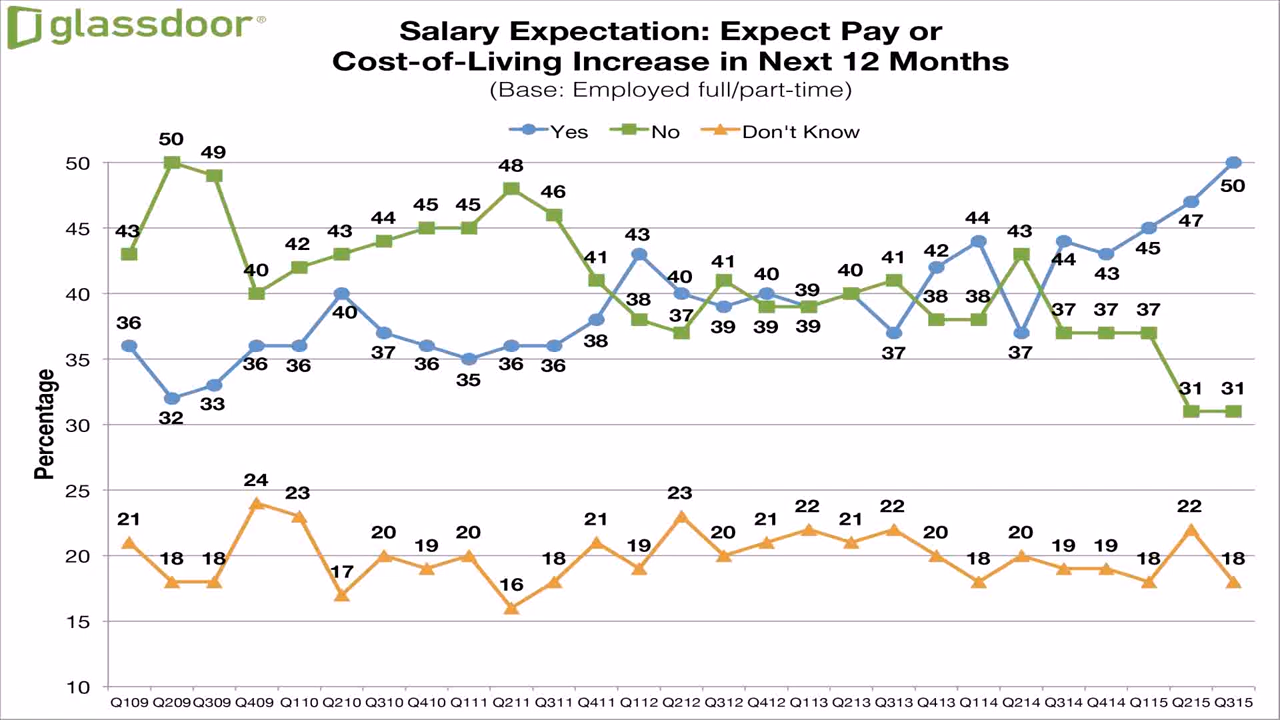 glassdoor®
Salary Expectation: Expect Pay or
Cost-of-Living Increase in Next 12 Months
(Base: Employed full/part-time)
Yes No Don't Know
Percentage
50
45
40
35
30
25
20
15
10
36 32 33 36 36 40 37 36 35 36 36 38 43 40 39 40 39 40 37 42 44 37 44 43 45 47 50
43 50 49 40 42 43 44 45 45 48 46 41 38 37 41 39 39 41 38 38 43 37 37 37 31 31
21 18 18 24 23 17 20 19 20 16 18 21 19 23 20 21 22 21 22 20 18 20 19 19 18 22 18
Q109 Q209 Q309 Q409 Q110 Q210 Q310 Q410 Q111 Q211 Q311 Q411 Q112 Q212 Q312 Q412 Q113 Q213 Q313 Q413 Q114 Q214 Q314 Q414 Q115 Q215 Q315